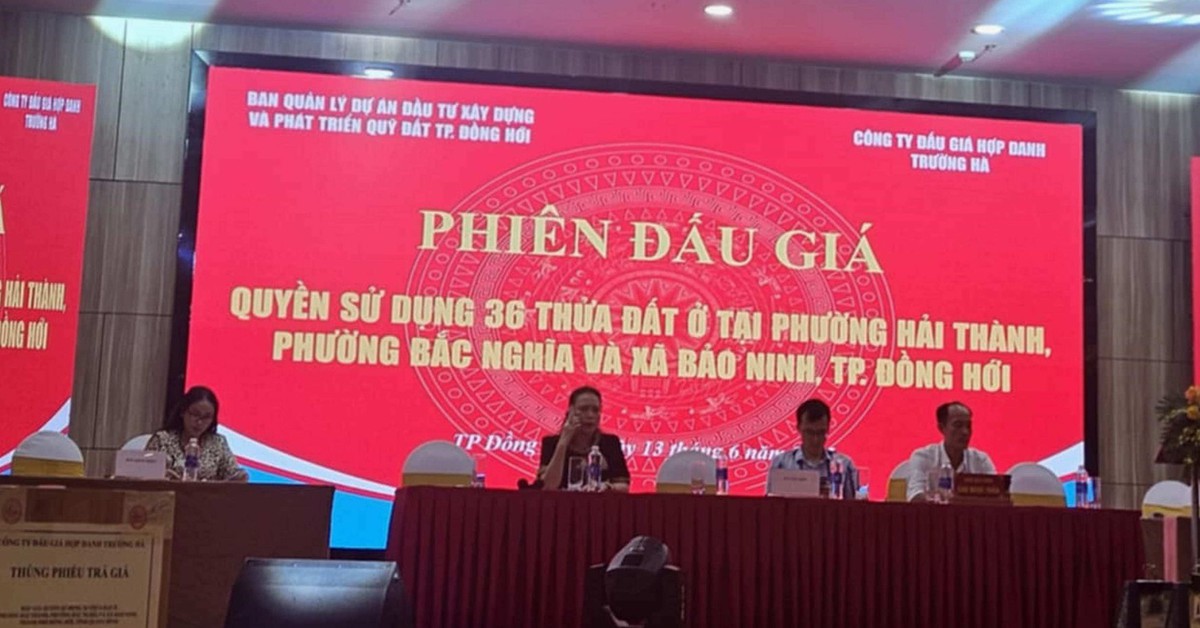 CÔNG TY ĐẤU GIÁ HỢP DANH
TRƯỜNG HÀ
HẢI THÀNH,
ĐỒNG HỚI
BAN QUẢN LÝ DỰ ÁN ĐẦU TƯ XÂY DỰNG
VÀ PHÁT TRIỂN QUỸ ĐẤT TP. ĐỒNG HỚI
CÔNG TY ĐẤU GIÁ HỢP DANH
TRƯỜNG HÀ
PHIÊN ĐẤU GIÁ
QUYỀN SỬ DỤNG 36 THỬA ĐẤT Ở TẠI PHƯỜNG HẢI THÀNH,
PHƯỜNG BẮC NGHĨA VÀ XÃ BẢO NINH, TP. ĐỒNG HỚI
TP Đồng 13 tháng 6 năm
CÔNG TY ĐẤU GIÁ HỢP DANH TRƯỜNG HÀ
THÙNG PHIẾU TRẢ GIÁ